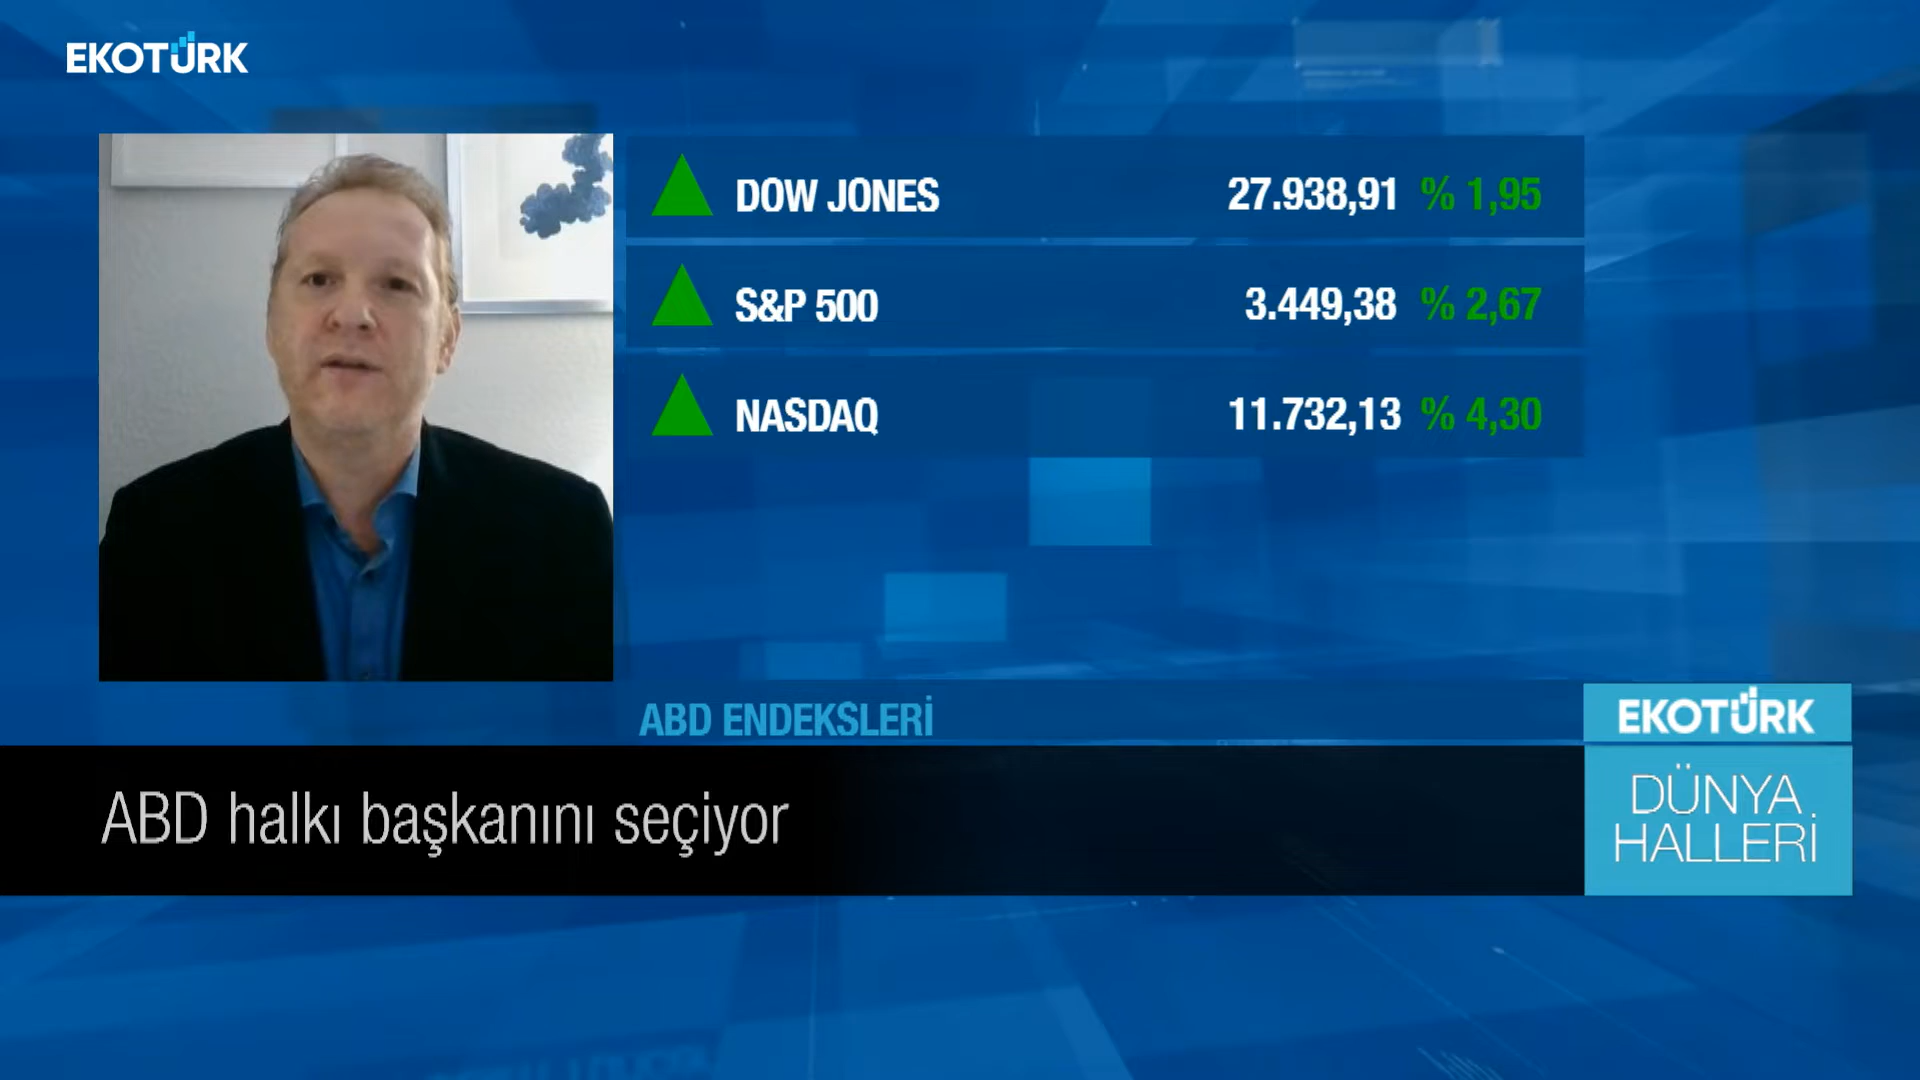 EKOTÜRK
DOW JONES 27.938,91 % 1,95
S&P 500 3.449,38 % 2,67
NASDAQ 11.732,13 % 4,30
ABD ENDEKSLERİ
EKOTÜRK
ABD halkı başkanını seçiyor
DÜNYA
HALLERİ